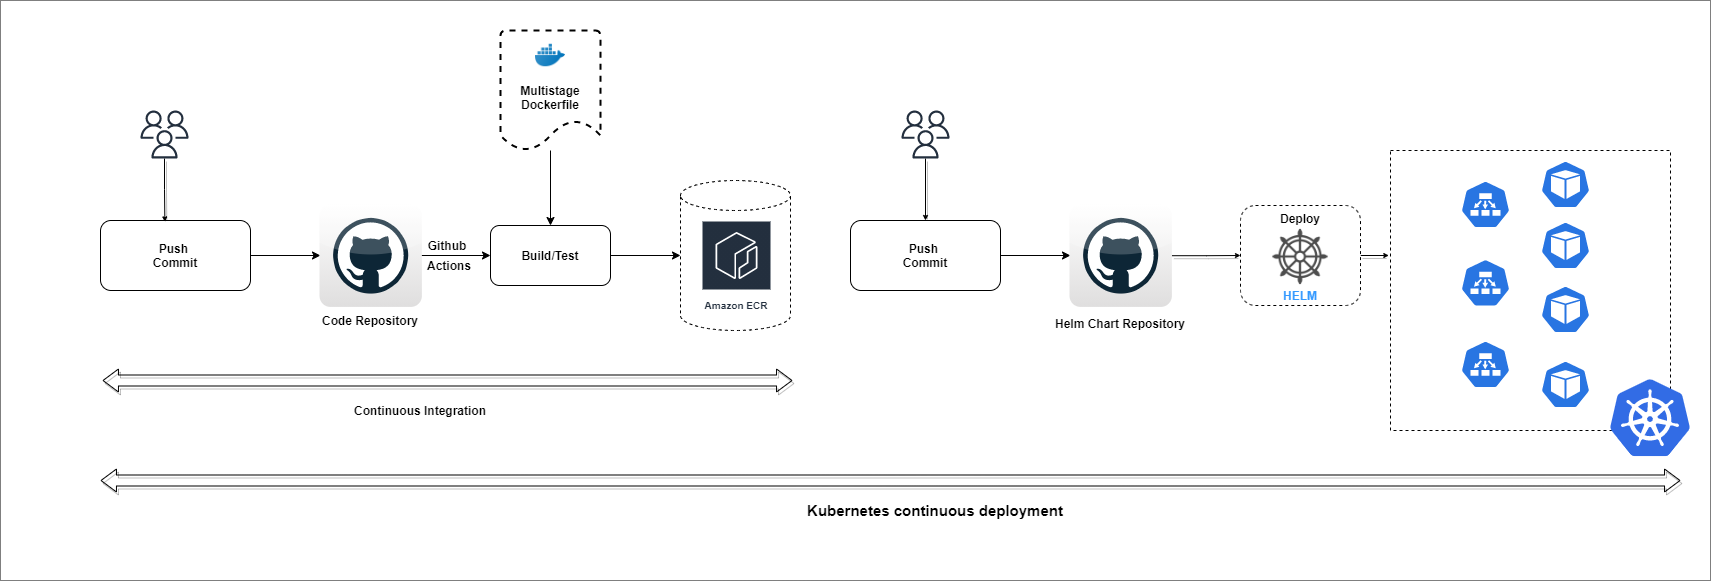 Multistage
Dockerfile
Push
Commit
Github
Actions
Build/Test
Amazon ECR
Code Repository
Push
Commit
Helm Chart Repository
Deploy
HELM
Continuous Integration
Kubernetes continuous deployment